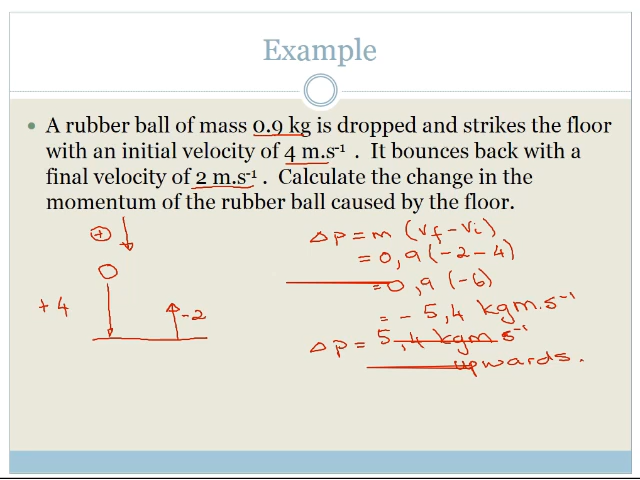 Example
• A rubber ball of mass 0.9 kg is dropped and strikes the floor
with an initial velocity of 4 m.s⁻¹ . It bounces back with a
final velocity of 2 m.s⁻¹ . Calculate the change in the
momentum of the rubber ball caused by the floor.
+
+ 4
-2
Δp = m (vf - vi)
= 0,9 (-2 - 4)
= 0,9 (-6)
= - 5,4 kgm.s⁻¹
Δp = 5,4 kgm s⁻¹
upwards.